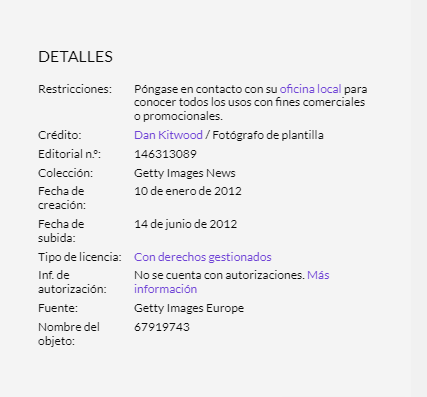 DETALLES
Restricciones: Póngase en contacto con su oficina local para
conocer todos los usos con fines comerciales
o promocionales.
Crédito: Dan Kitwood / Fotógrafo de plantilla
Editorial n.º: 146313089
Colección: Getty Images News
Fecha de 10 de enero de 2012
creación:
Fecha de 14 de junio de 2012
subida:
Tipo de licencia: Con derechos gestionados
Inf. de No se cuenta con autorizaciones. Más
autorización: información
Fuente: Getty Images Europe
Nombre del 67919743
objeto: